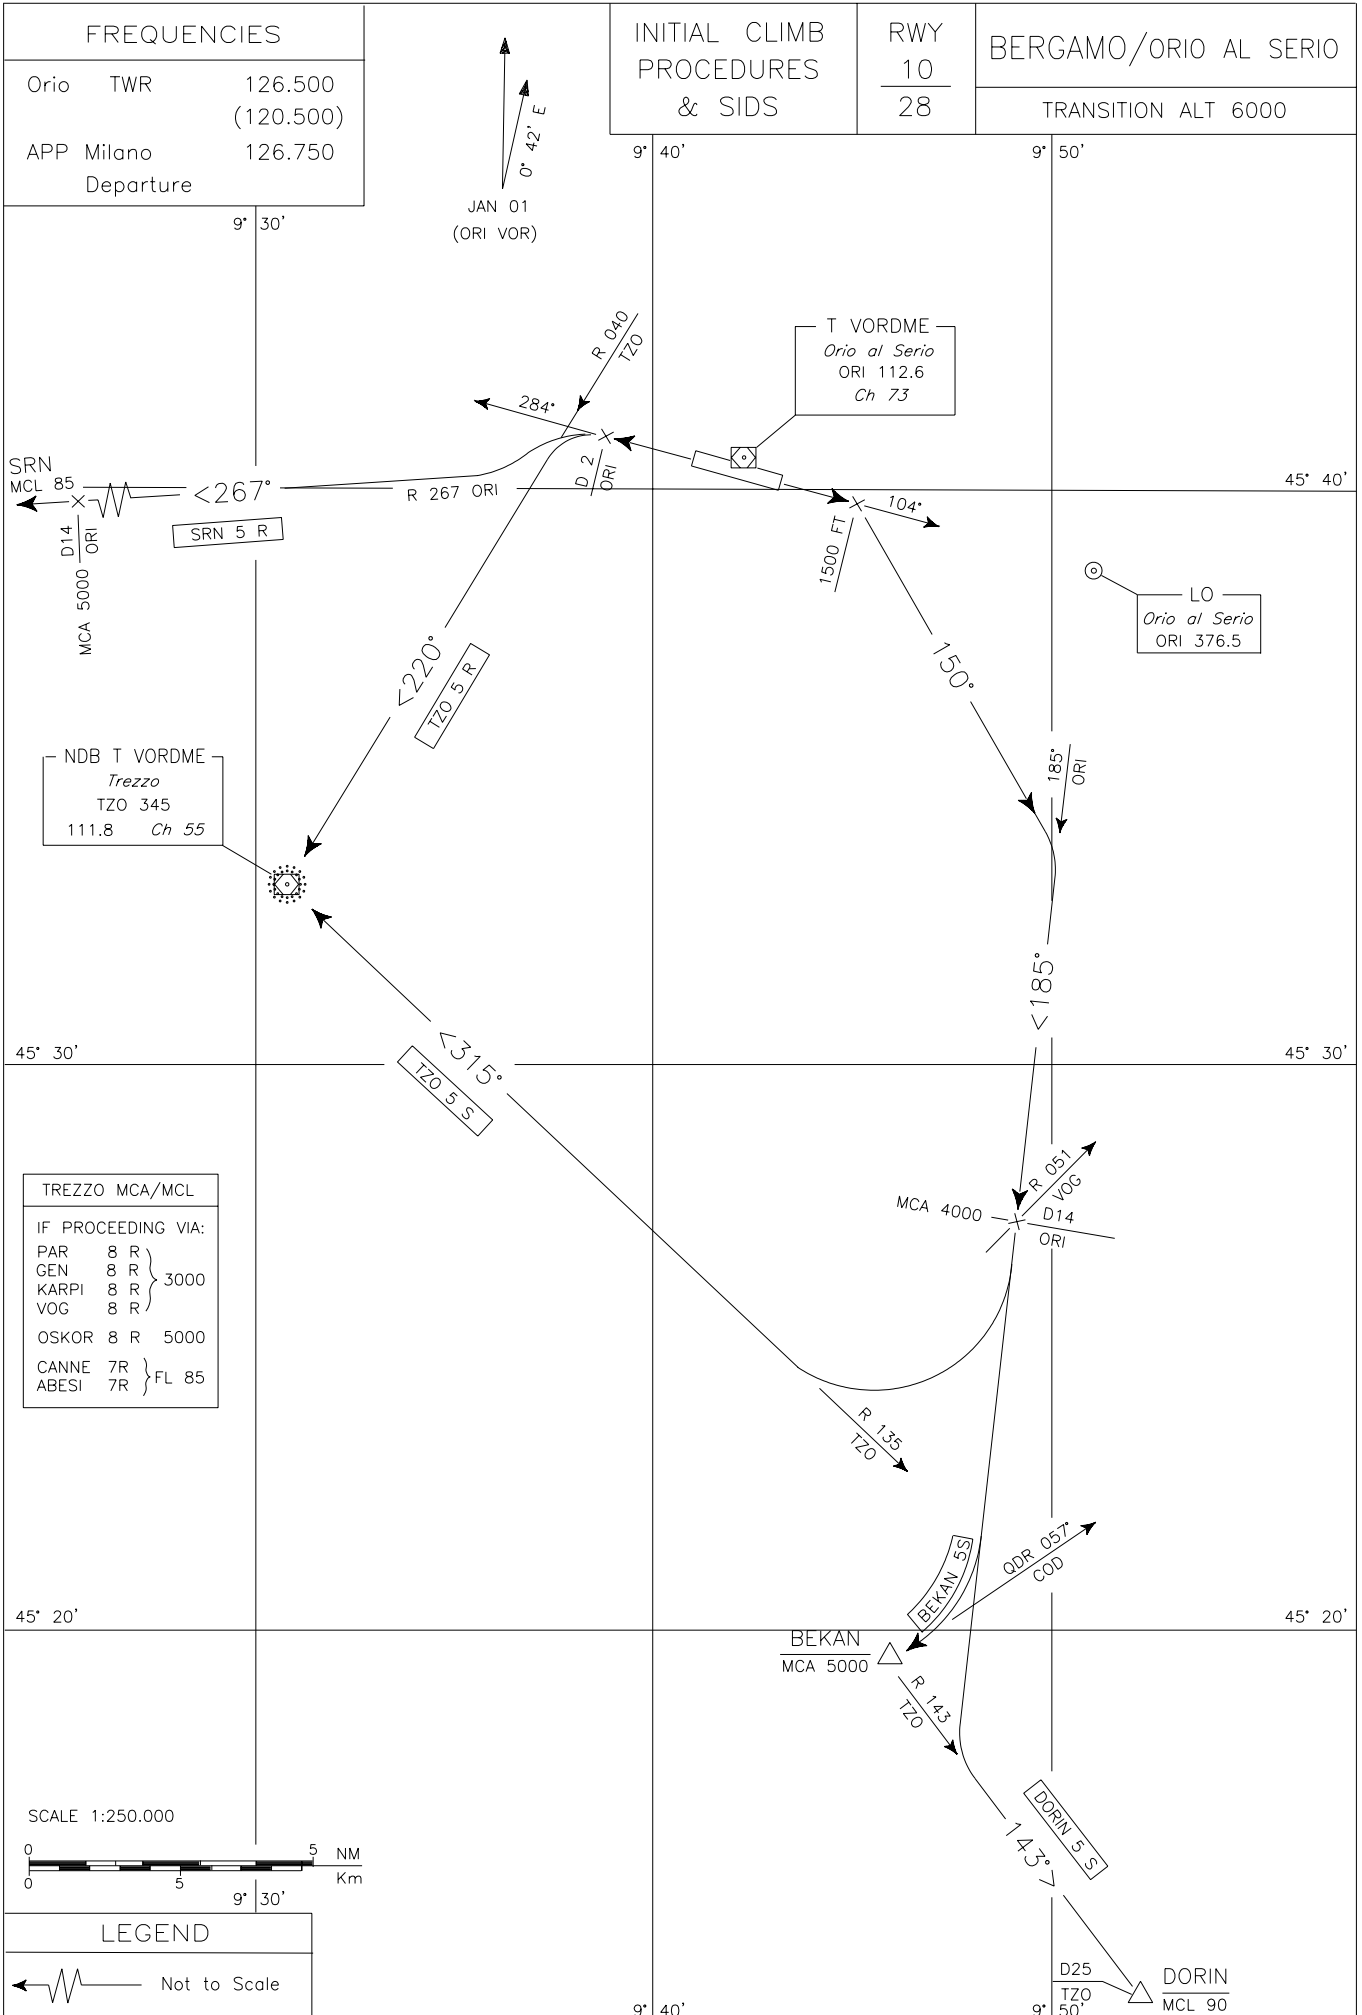 FREQUENCIES
Orio TWR 126.500
(120.500)
APP Milano 126.750
Departure
0° 42' E
JAN 01
(ORI VOR)
INITIAL CLIMB
PROCEDURES
& SIDS
RWY
10
28
BERGAMO/ORIO AL SERIO
TRANSITION ALT 6000
9° 30'
9° 40'
9° 50'
R 040
TZO
T VORDME
Orio al Serio
ORI 112.6
Ch 73
284°
D 2
ORI
SRN
MCL 85
<267°
R 267 ORI
SRN 5 R
D14
ORI
MCA 5000
45° 40'
104°
1500 FT
LO
Orio al Serio
ORI 376.5
150°
<220°
TZO 5 R
185°
ORI
NDB T VORDME
Trezzo
TZO 345
111.8 Ch 55
<185°
45° 30'
45° 30'
<315°
TZO 5 S
R 051
VOG
MCA 4000
D14
ORI
TREZZO MCA/MCL
IF PROCEEDING VIA:
PAR 8 R
GEN 8 R
KARPI 8 R
VOG 8 R
3000
OSKOR 8 R 5000
CANNE 7R
ABESI 7R
FL 85
R 135
TZO
BEKAN 5S
QDR 057°
COD
45° 20'
45° 20'
BEKAN
MCA 5000
R 143
TZO
DORIN 5 S
143°>
SCALE 1:250.000
0 5 NM
0 5 Km
9° 30'
LEGEND
Not to Scale
D25
TZO
DORIN
MCL 90
9° 40'
9° 50'